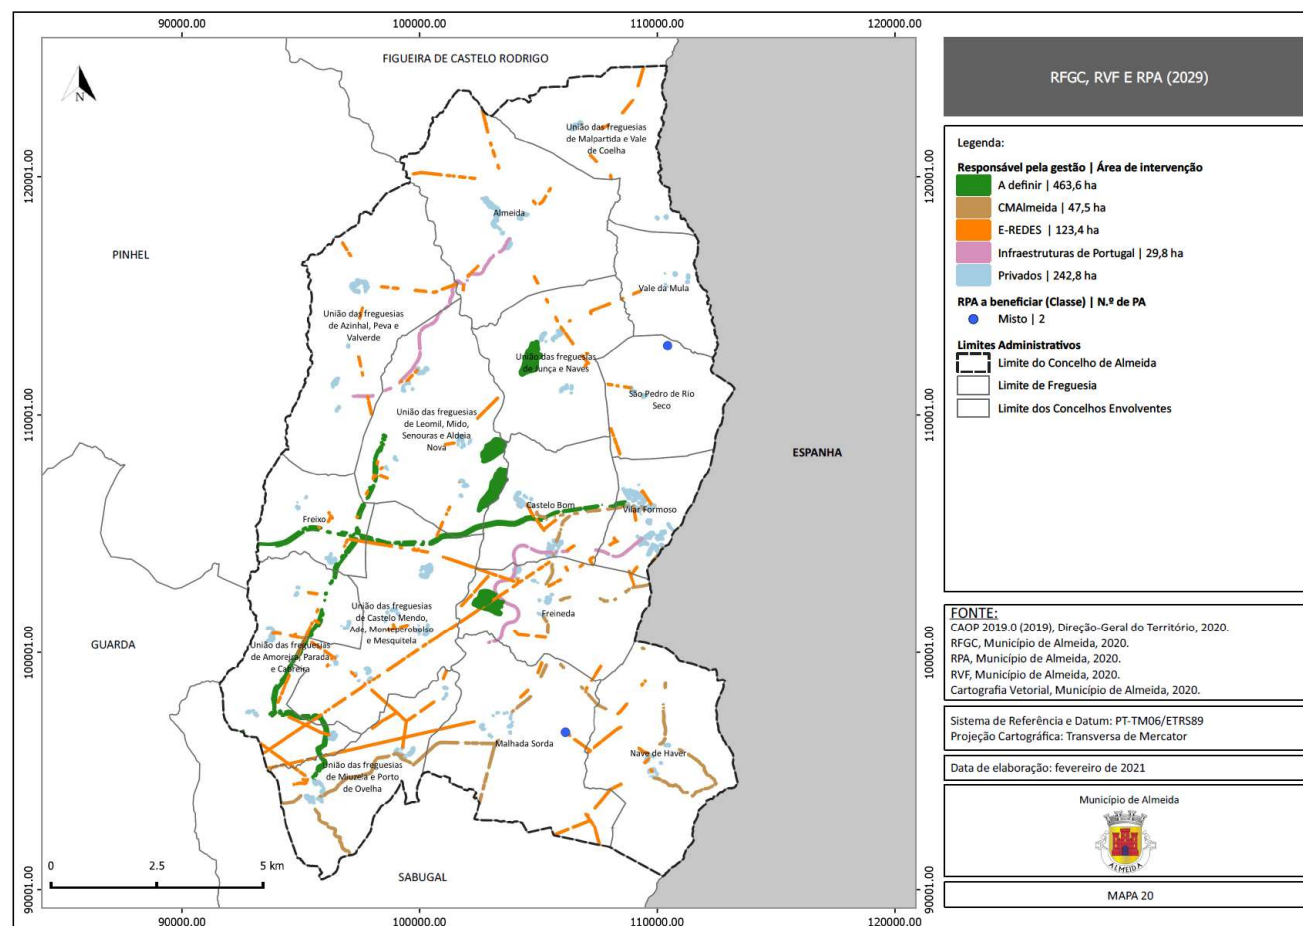 90000.00
100000.00
110000.00
120000.00
FIGUEIRA DE CASTELO RODRIGO
N
União das freguesias
de Malpartida e Vale
de Coelha
120001.00
120001.00
Almeida
PINHEL
Vale da Mula
União das freguesias
de Azinhal, Peva e
Valverde
União das freguesias
de Junça e Naves
São Pedro de Rio
Seco
110001.00
110001.00
União das freguesias
de Leomil, Mido,
Senouras e Aldeia
Nova
ESPANHA
Castelo Bom
Vilar Formoso
Freixo
União das freguesias
de Castelo Mendo,
Ade, Monteperobolso
e Mesquitela
Freineda
GUARDA
União das freguesias
de Amoreira, Parada
e Cabreira
100001.00
100001.00
Malhada Sorda
Nave de Haver
União das freguesias
de Miuzela e Porto
de Ovelha
0
2.5
5 km
SABUGAL
90001.00
90001.00
90000.00
100000.00
110000.00
120000.00
RFGC, RVF E RPA (2029)
Legenda:
Responsável pela gestão | Área de intervenção
A definir | 463,6 ha
CMAlmeida | 47,5 ha
E-REDES | 123,4 ha
Infraestruturas de Portugal | 29,8 ha
Privados | 242,8 ha
RPA a beneficiar (Classe) | N.º de PA
Misto | 2
Limites Administrativos
Limite do Concelho de Almeida
Limite de Freguesia
Limite dos Concelhos Envolventes
FONTE:
CAOP 2019.0 (2019), Direção-Geral do Território, 2020.
RFGC, Município de Almeida, 2020.
RPA, Município de Almeida, 2020.
RVF, Município de Almeida, 2020.
Cartografia Vetorial, Município de Almeida, 2020.
Sistema de Referência e Datum: PT-TM06/ETRS89
Projeção Cartográfica: Transversa de Mercator
Data de elaboração: fevereiro de 2021
Município de Almeida
ALMEIDA
MAPA 20